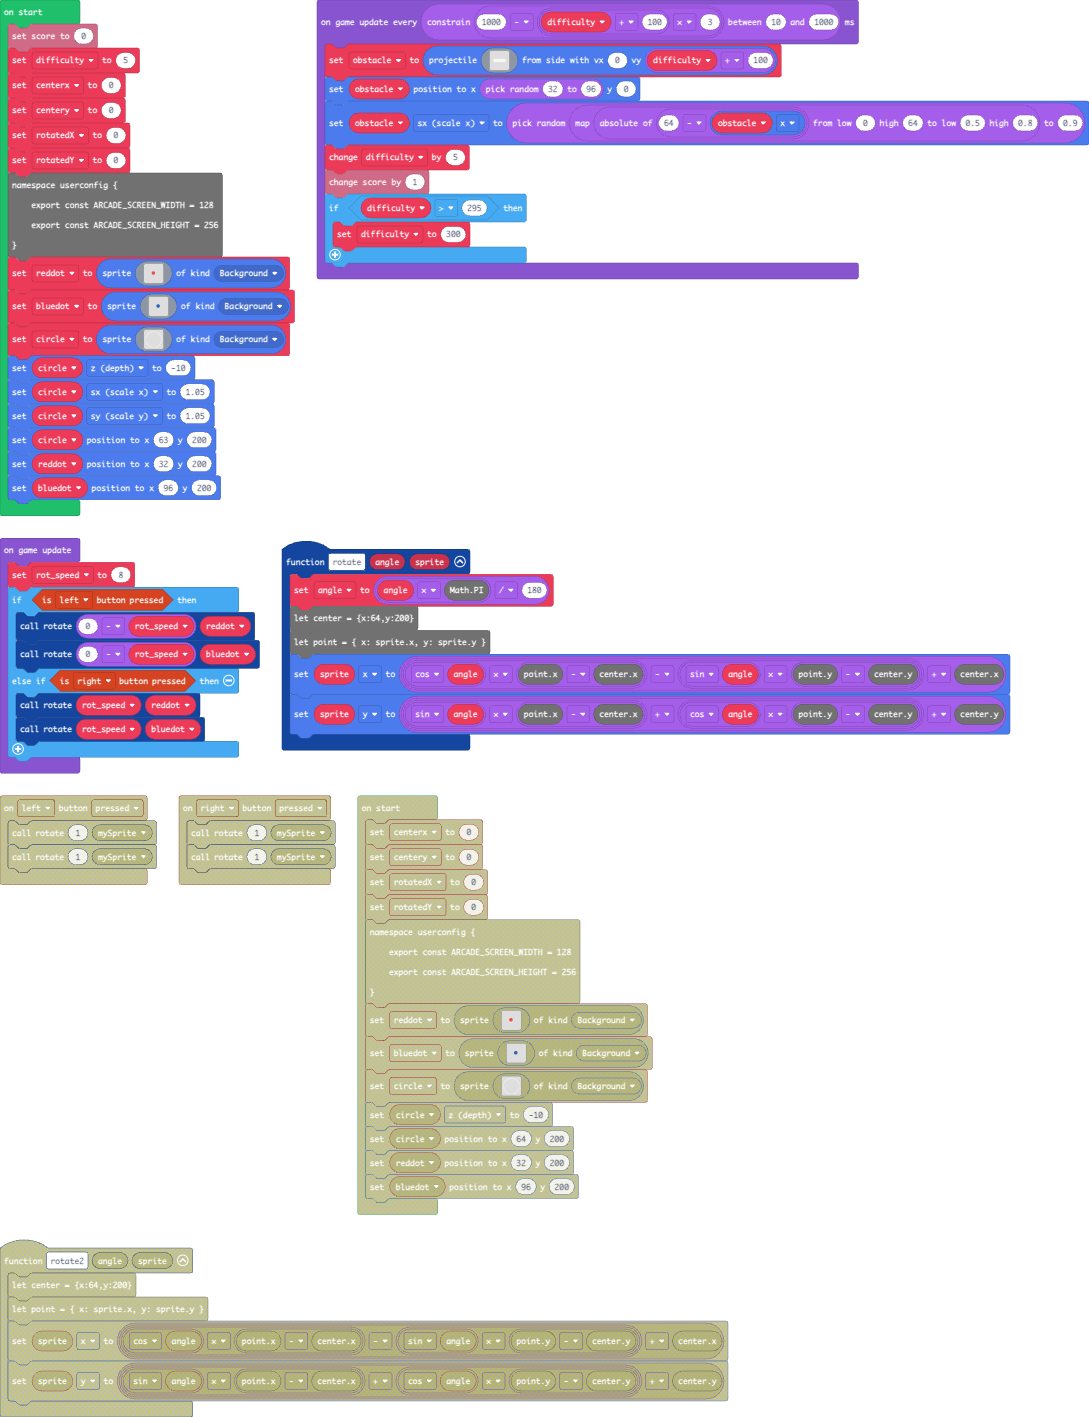 on start
set score to 0
set difficulty to 5
set centerx to 0
set centery to 0
set rotatedX to 0
set rotatedY to 0
namespace userconfig {
export const ARCADE_SCREEN_WIDTH = 128
export const ARCADE_SCREEN_HEIGHT = 256
}
set reddot to sprite of kind Background
set bluedot to sprite of kind Background
set circle to sprite of kind Background
set circle z (depth) to -10
set circle sx (scale x) to 1.05
set circle sy (scale y) to 1.05
set circle position to x 63 y 200
set reddot position to x 32 y 200
set bluedot position to x 96 y 200
on game update every constrain 1000 - difficulty + 100 × 3 between 10 and 1000 ms
set obstacle to projectile from side with vx 0 vy difficulty + 100
set obstacle position to x pick random 32 to 96 y 0
set obstacle sx (scale x) to pick random map absolute of 64 - obstacle x from low 0 high 64 to low 0.5 high 0.8 to 0.9
change difficulty by 5
change score by 1
if difficulty > 295 then
set difficulty to 300
on game update
set rot_speed to 8
if is left button pressed then
call rotate 0 - rot_speed reddot
call rotate 0 - rot_speed bluedot
else if is right button pressed then
call rotate rot_speed reddot
call rotate rot_speed bluedot
function rotate angle sprite
set angle to angle × Math.PI / 180
let center = {x:64,y:200}
let point = { x: sprite.x, y: sprite.y }
set sprite x to cos angle × point.x - center.x - sin angle × point.y - center.y + center.x
set sprite y to sin angle × point.x - center.x + cos angle × point.y - center.y + center.y
on left button pressed
call rotate 1 mySprite
call rotate 1 mySprite
on right button pressed
call rotate 1 mySprite
call rotate 1 mySprite
on start
set centerx to 0
set centery to 0
set rotatedX to 0
set rotatedY to 0
namespace userconfig {
export const ARCADE_SCREEN_WIDTH = 128
export const ARCADE_SCREEN_HEIGHT = 256
}
set reddot to sprite of kind Background
set bluedot to sprite of kind Background
set circle to sprite of kind Background
set circle z (depth) to -10
set circle position to x 64 y 200
set reddot position to x 32 y 200
set bluedot position to x 96 y 200
function rotate2 angle sprite
let center = {x:64,y:200}
let point = { x: sprite.x, y: sprite.y }
set sprite x to cos angle × point.x - center.x - sin angle × point.y - center.y + center.x
set sprite y to sin angle × point.x - center.x + cos angle × point.y - center.y + center.y